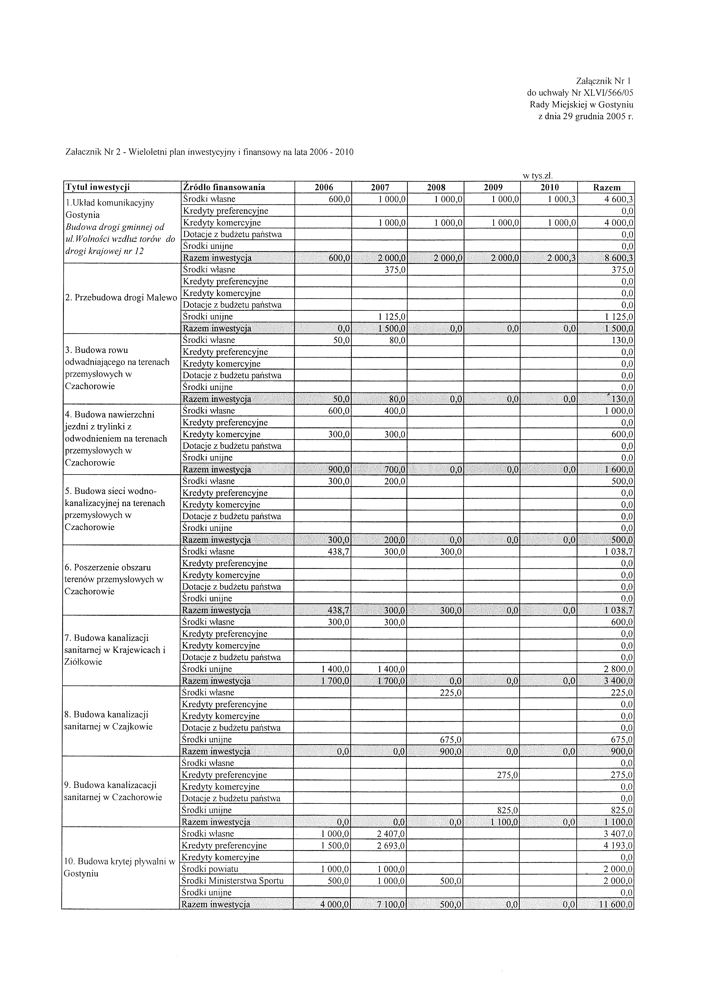 Załącznik Nr 1
do uchwały Nr XLVI/566/05
Rady Miejskiej w Gostyniu
z dnia 29 grudnia 2005 r.
Załacznik Nr 2 - Wieloletni plan inwestycyjny i finansowy na lata 2006 - 2010
w tys.zł.
Tytuł inwestycji Źródło finansowania 2006 2007 2008 2009 2010 Razem
1.Układ komunikacyjny
Gostynia
Budowa drogi gminnej od
ul.Wolności wzdłuż torów do
drogi krajowej nr 12
Środki własne 600,0 1 000,0 1 000,0 1 000,0 1 000,3 4 600,3
Kredyty preferencyjne 0,0
Kredyty komercyjne 1 000,0 1 000,0 1 000,0 1 000,0 4 000,0
Dotacje z budżetu państwa 0,0
Środki unijne 0,0
Razem inwestycja 600,0 2 000,0 2 000,0 2 000,0 2 000,3 8 600,3
2. Przebudowa drogi Malewo
Środki własne 375,0 375,0
Kredyty preferencyjne 0,0
Kredyty komercyjne 0,0
Dotacje z budżetu państwa 0,0
Środki unijne 1 125,0 1 125,0
Razem inwestycja 0,0 1 500,0 0,0 0,0 0,0 1 500,0
3. Budowa rowu
odwadniającego na terenach
przemysłowych w
Czachorowie
Środki własne 50,0 80,0 130,0
Kredyty preferencyjne 0,0
Kredyty komercyjne 0,0
Dotacje z budżetu państwa 0,0
Środki unijne 0,0
Razem inwestycja 50,0 80,0 0,0 0,0 0,0 130,0
4. Budowa nawierzchni
jezdni z trylinki z
odwodnieniem na terenach
przemysłowych w
Czachorowie
Środki własne 600,0 400,0 1 000,0
Kredyty preferencyjne 0,0
Kredyty komercyjne 300,0 300,0 600,0
Dotacje z budżetu państwa 0,0
Środki unijne 0,0
Razem inwestycja 900,0 700,0 0,0 0,0 0,0 1 600,0
5. Budowa sieci wodno-
kanalizacyjnej na terenach
przemysłowych w
Czachorowie
Środki własne 300,0 200,0 500,0
Kredyty preferencyjne 0,0
Kredyty komercyjne 0,0
Dotacje z budżetu państwa 0,0
Środki unijne 0,0
Razem inwestycja 300,0 200,0 0,0 0,0 0,0 500,0
6. Poszerzenie obszaru
terenów przemysłowych w
Czachorowie
Środki własne 438,7 300,0 300,0 1 038,7
Kredyty preferencyjne 0,0
Kredyty komercyjne 0,0
Dotacje z budżetu państwa 0,0
Środki unijne 0,0
Razem inwestycja 438,7 300,0 300,0 0,0 0,0 1 038,7
7. Budowa kanalizacji
sanitarnej w Krajewicach i
Ziółkowie
Środki własne 300,0 300,0 600,0
Kredyty preferencyjne 0,0
Kredyty komercyjne 0,0
Dotacje z budżetu państwa 0,0
Środki unijne 1 400,0 1 400,0 2 800,0
Razem inwestycja 1 700,0 1 700,0 0,0 0,0 0,0 3 400,0
8. Budowa kanalizacji
sanitarnej w Czajkowie
Środki własne 225,0 225,0
Kredyty preferencyjne 0,0
Kredyty komercyjne 0,0
Dotacje z budżetu państwa 0,0
Środki unijne 675,0 675,0
Razem inwestycja 0,0 0,0 900,0 0,0 0,0 900,0
9. Budowa kanalizacacji
sanitarnej w Czachorowie
Środki własne 0,0
Kredyty preferencyjne 275,0 275,0
Kredyty komercyjne 0,0
Dotacje z budżetu państwa 0,0
Środki unijne 825,0 825,0
Razem inwestycja 0,0 0,0 0,0 1 100,0 0,0 1 100,0
10. Budowa krytej pływalni w
Gostyniu
Środki własne 1 000,0 2 407,0 3 407,0
Kredyty preferencyjne 1 500,0 2 693,0 4 193,0
Kredyty komercyjne 0,0
Środki powiatu 1 000,0 1 000,0 2 000,0
Środki Ministerstwa Sportu 500,0 1 000,0 500,0 2 000,0
Środki unijne 0,0
Razem inwestycja 4 000,0 7 100,0 500,0 0,0 0,0 11 600,0